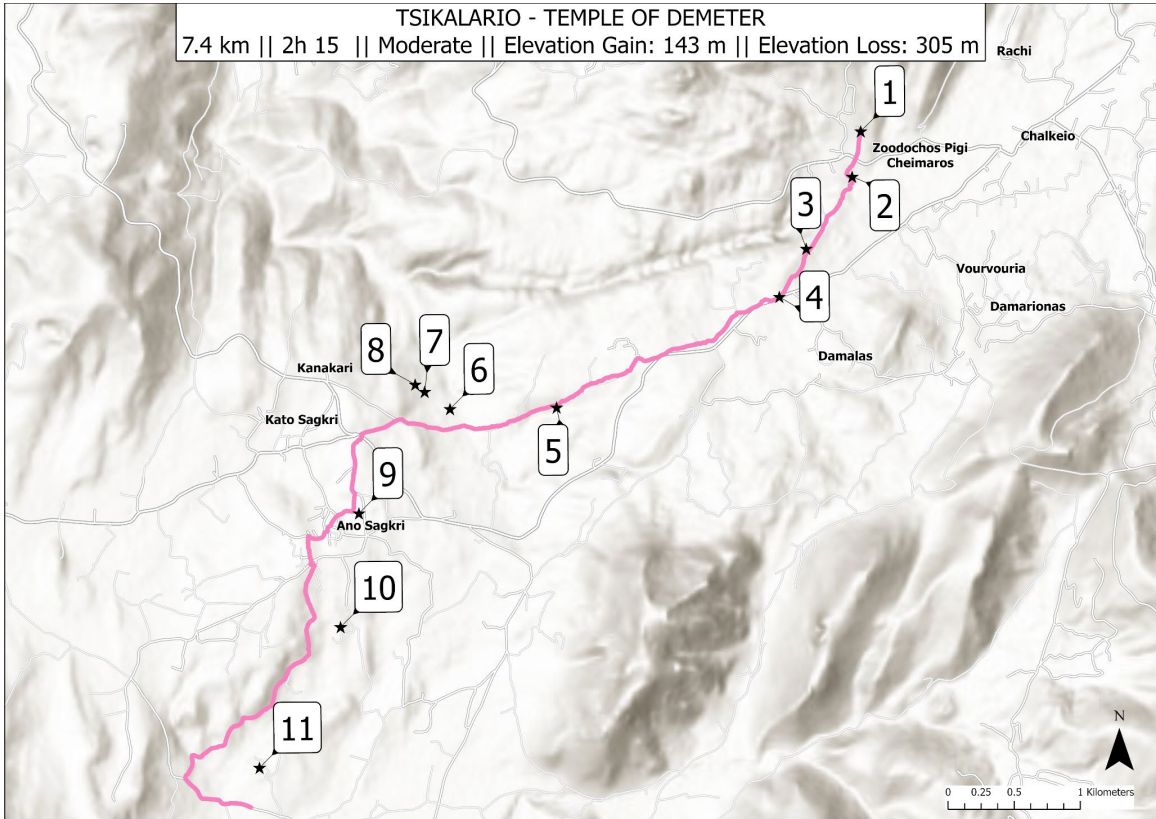 TSIKALARIO - TEMPLE OF DEMETER
7.4 km || 2h 15 || Moderate || Elevation Gain: 143 m || Elevation Loss: 305 m
Rachi
1
Chalkeio
Zoodochos Pigi
Cheimaros
3
2
Vourvouria
4
Damarionas
7
8
6
Damalas
Kanakari
Kato Sagkri
5
9
Ano Sagkri
10
11
N
0 0.25 0.5 1 Kilometers